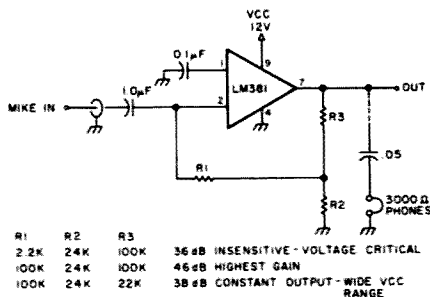 VCC
12V
0.1µF
1
9
1.0µF
LM381
7
OUT
MIKE IN
2
4
R3
R1
.05
R2
3000Ω
PHONES
R1 R2 R3
2.2K 24K 100K 36dB INSENSITIVE-VOLTAGE CRITICAL
100K 24K 100K 46dB HIGHEST GAIN
100K 24K 22K 38dB CONSTANT OUTPUT-WIDE VCC
RANGE